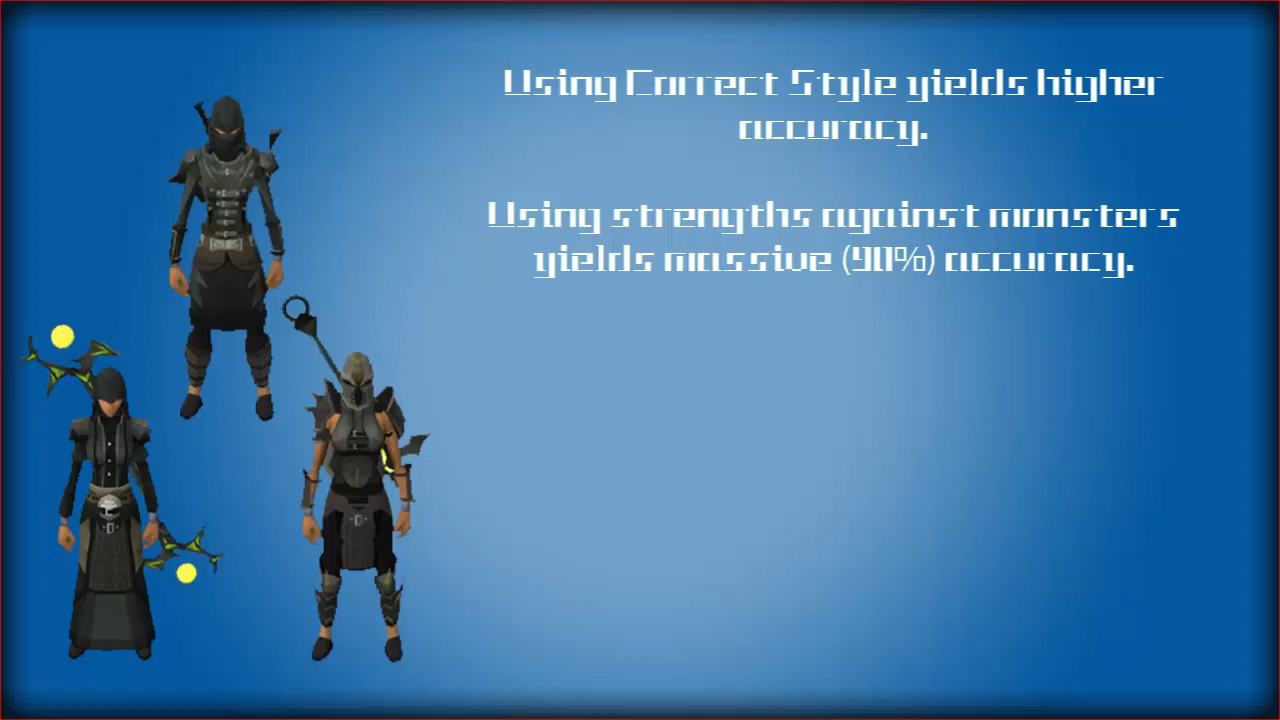 Using Correct Style yields higher
accuracy.
Using strengths against monsters
yields massive (90%) accuracy.